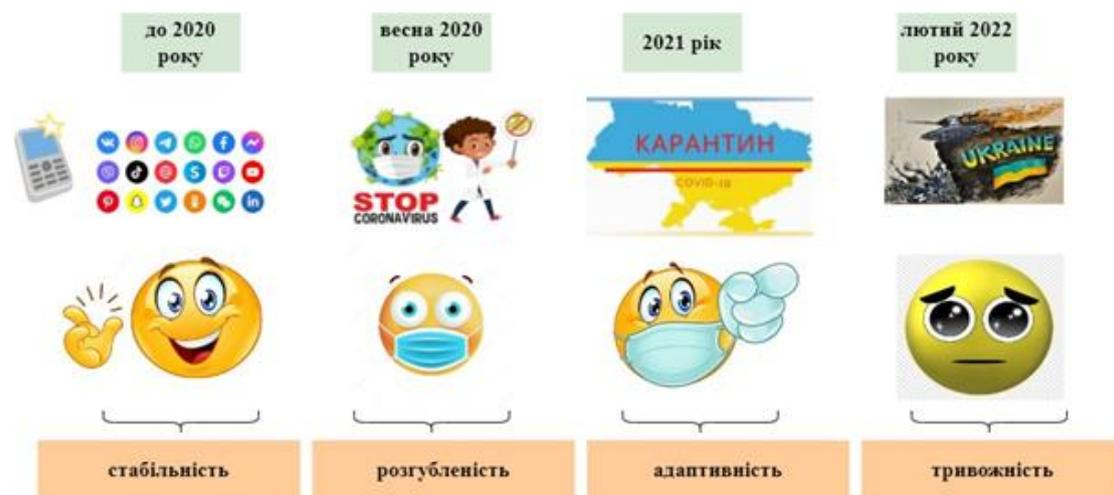 до 2020
року
весна 2020
року
2021 рік
лютий 2022
року
STOP
CORONAVIRUS
КАРАНТИН
COVID-19
UKRAINE
стабільність
розгубленість
адаптивність
тривожність